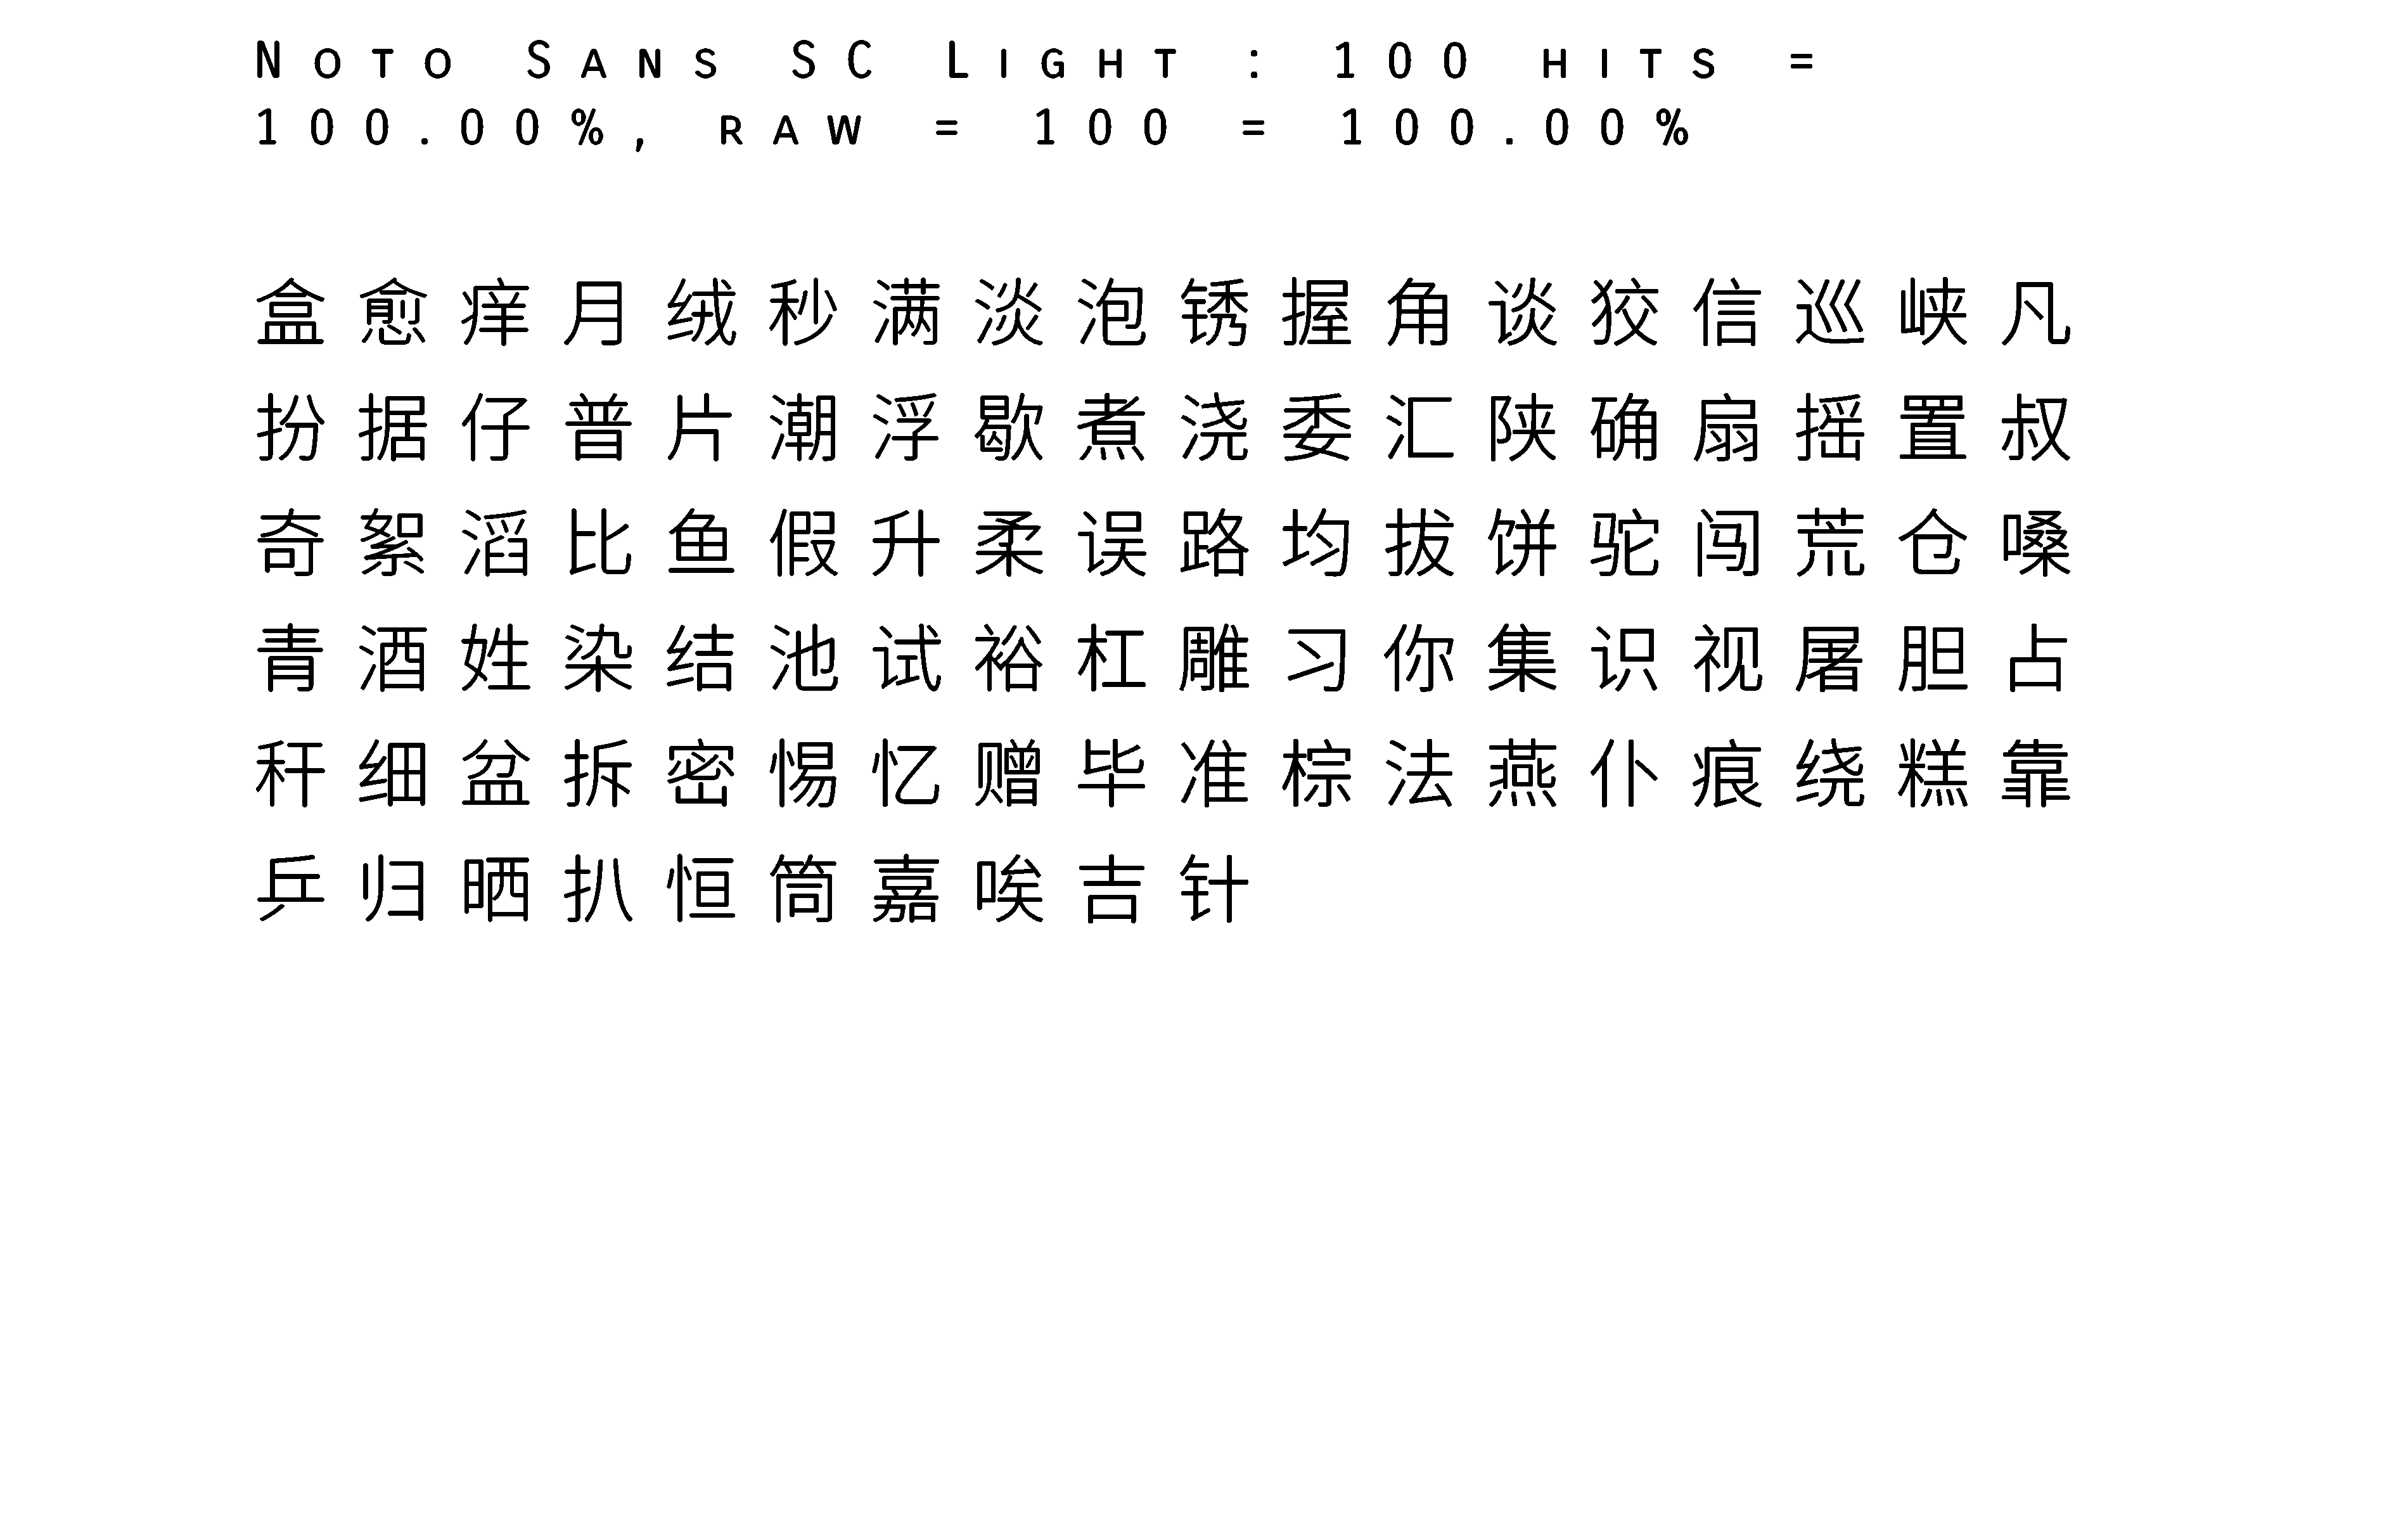 Noto Sans SC Light : 100 hits =
100.00%, raw = 100 = 100.00%
盒愈痒月绒秒满淡泡锈握角谈狡信巡峡凡
扮据仔普片潮浮歇煮浇委汇陕确扇摇置叔
奇絮滔比鱼假升柔误路均拔饼驼闯荒仓嗓
青酒姓染结池试裕杠雕习你集识视屠胆占
秆细盆拆密惕忆赠毕准棕法燕仆痕绕糕靠
乒归晒扒恒筒嘉唉吉针